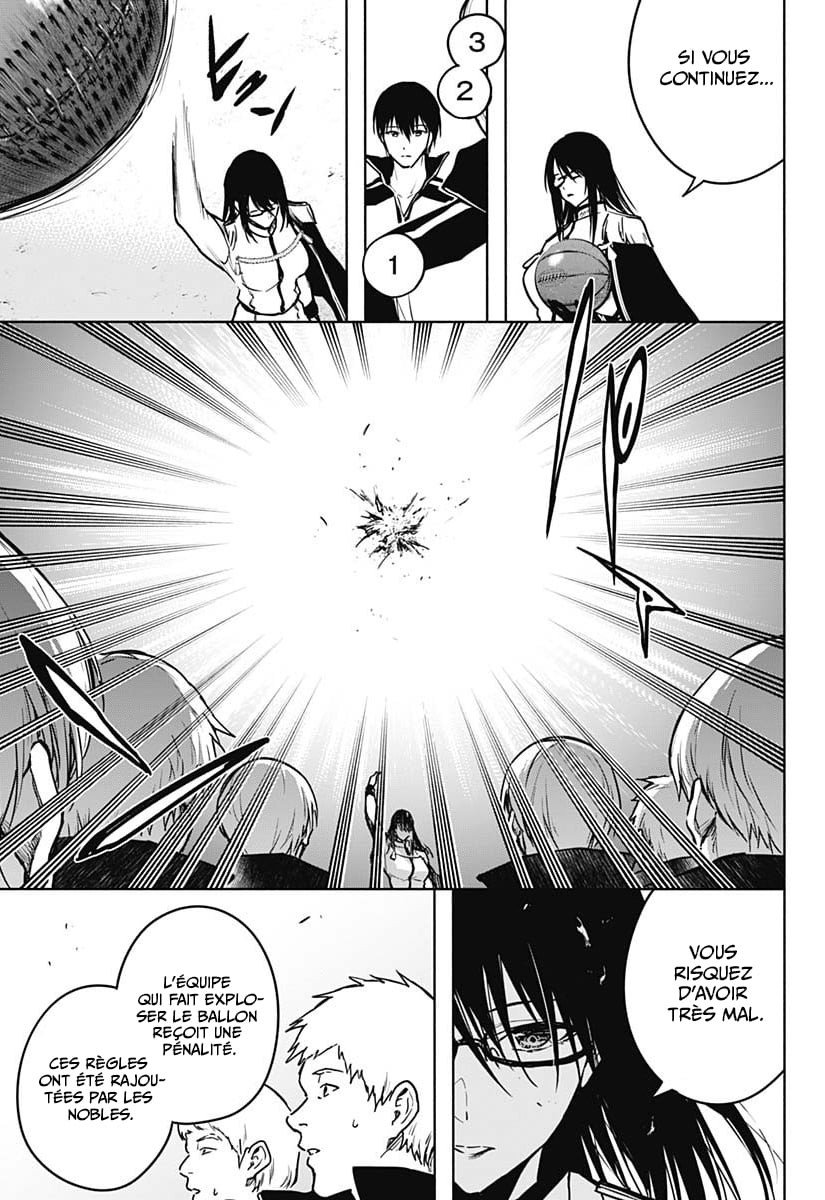 SI VOUS
CONTINUEZ...
3
2
1
VOUS
RISQUEZ
D'AVOIR
TRÈS MAL.
L'ÉQUIPE
QUI FAIT EXPLO-
SER LE BALLON
REÇOIT UNE
PÉNALITÉ.
CES RÈGLES
ONT ÉTÉ RAJOU-
TÉES PAR LES
NOBLES.